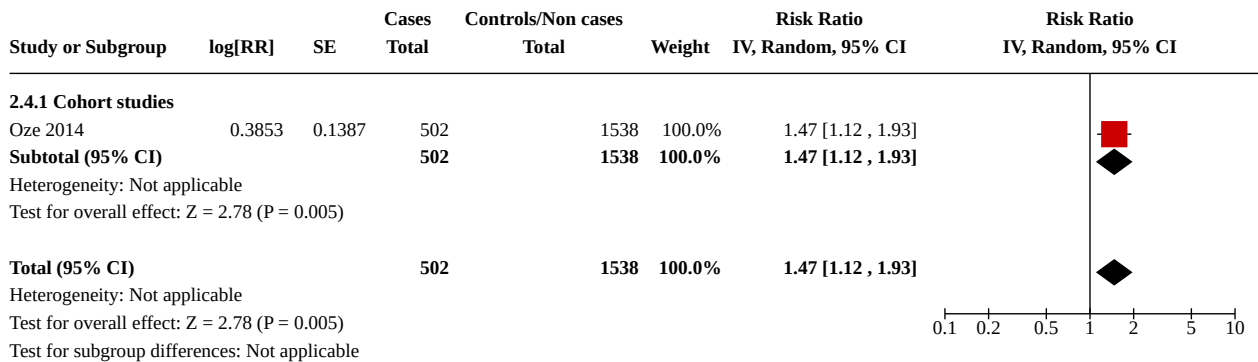 Cases Controls/Non cases Risk Ratio Risk Ratio
Study or Subgroup log[RR] SE Total Total Weight IV, Random, 95% CI IV, Random, 95% CI
2.4.1 Cohort studies
Oze 2014 0.3853 0.1387 502 1538 100.0% 1.47 [1.12 , 1.93]
Subtotal (95% CI) 502 1538 100.0% 1.47 [1.12 , 1.93]
Heterogeneity: Not applicable
Test for overall effect: Z = 2.78 (P = 0.005)
Total (95% CI) 502 1538 100.0% 1.47 [1.12 , 1.93]
Heterogeneity: Not applicable
Test for overall effect: Z = 2.78 (P = 0.005)
0.1 0.2 0.5 1 2 5 10
Test for subgroup differences: Not applicable